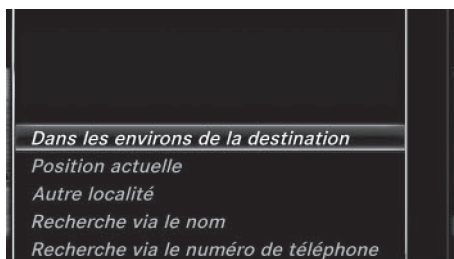 Dans les environs de la destination
Position actuelle
Autre localité
Recherche via le nom
Recherche via le numéro de téléphone